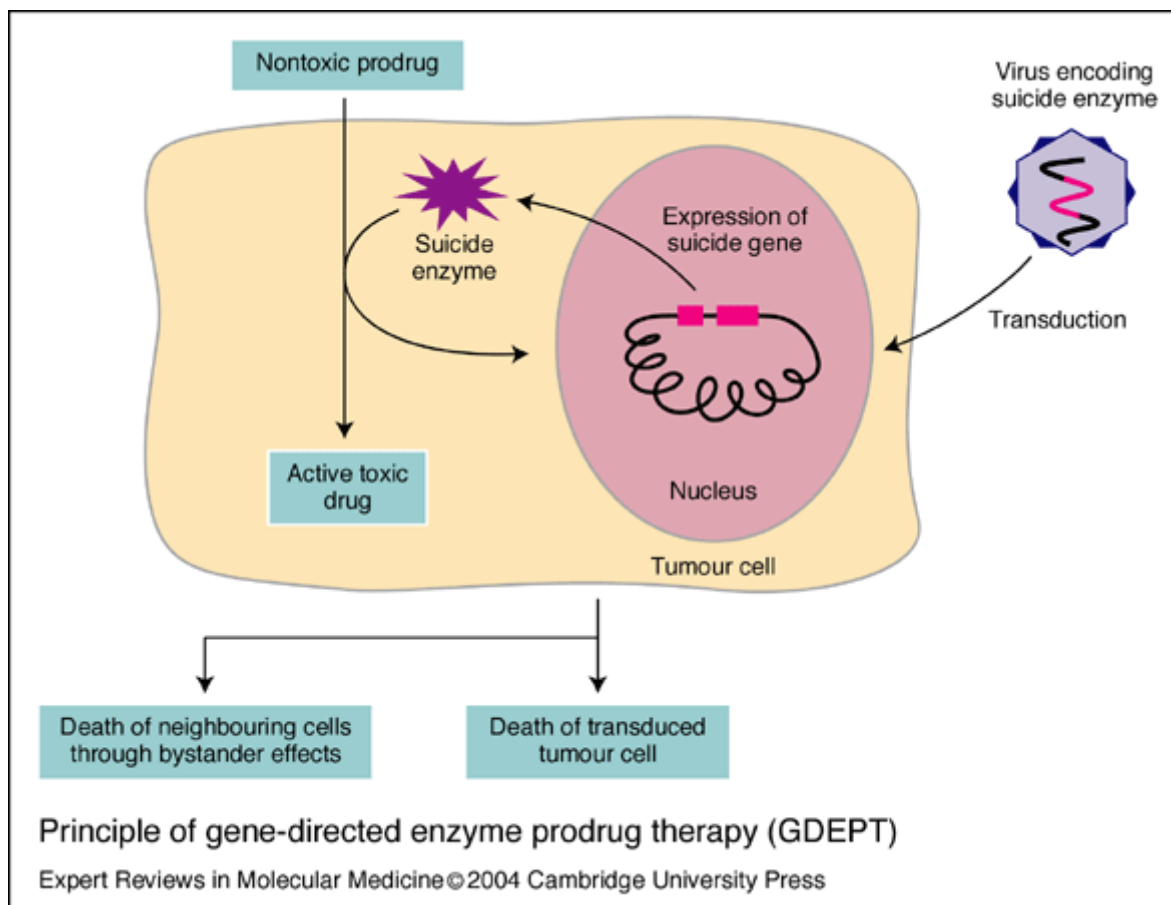 Nontoxic prodrug
Virus encoding
suicide enzyme
Suicide
enzyme
Expression of
suicide gene
Transduction
Active toxic
drug
Nucleus
Tumour cell
Death of neighbouring cells
through bystander effects
Death of transduced
tumour cell
Principle of gene-directed enzyme prodrug therapy (GDEPT)
Expert Reviews in Molecular Medicine©2004 Cambridge University Press